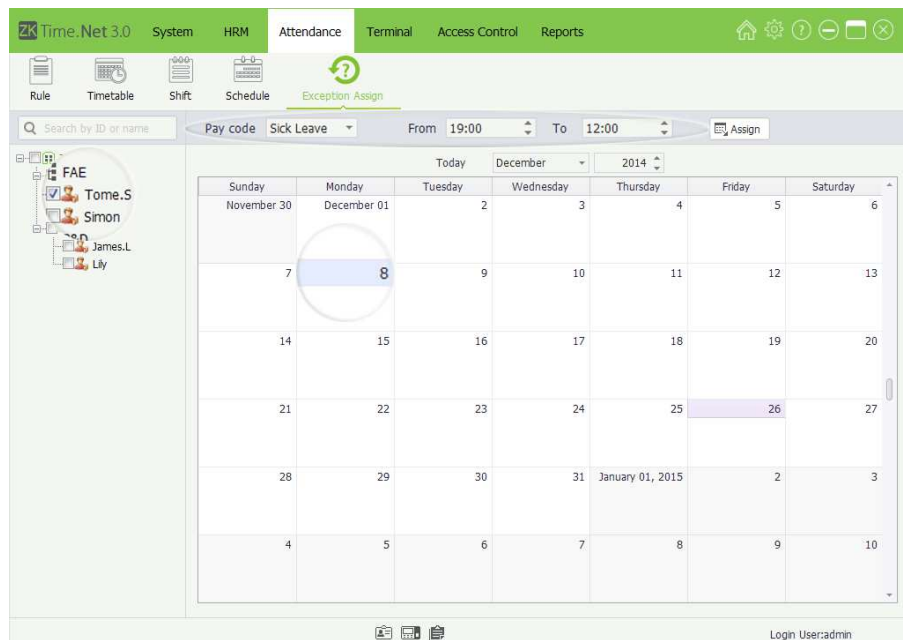 ZK Time.Net 3.0 System HRM Attendance Terminal Access Control Reports
Rule Timetable Shift Schedule Exception Assign
Search by ID or name Pay code Sick Leave From 19:00 To 12:00 Assign
Today December 2014
FAE
Tome.S
Simon
R&D
James.L
Lily
Sunday Monday Tuesday Wednesday Thursday Friday Saturday
November 30 December 01 2 3 4 5 6
7 8 9 10 11 12 13
14 15 16 17 18 19 20
21 22 23 24 25 26 27
28 29 30 31 January 01, 2015 2 3
4 5 6 7 8 9 10
Login User:admin